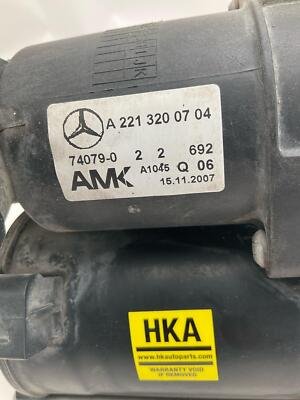 A 221 320 07 04
74079-0 2 2 692
AMK A1045 Q 06
15.11.2007
HKA
www.hkautoparts.com
WARRANTY VOID
IF REMOVED